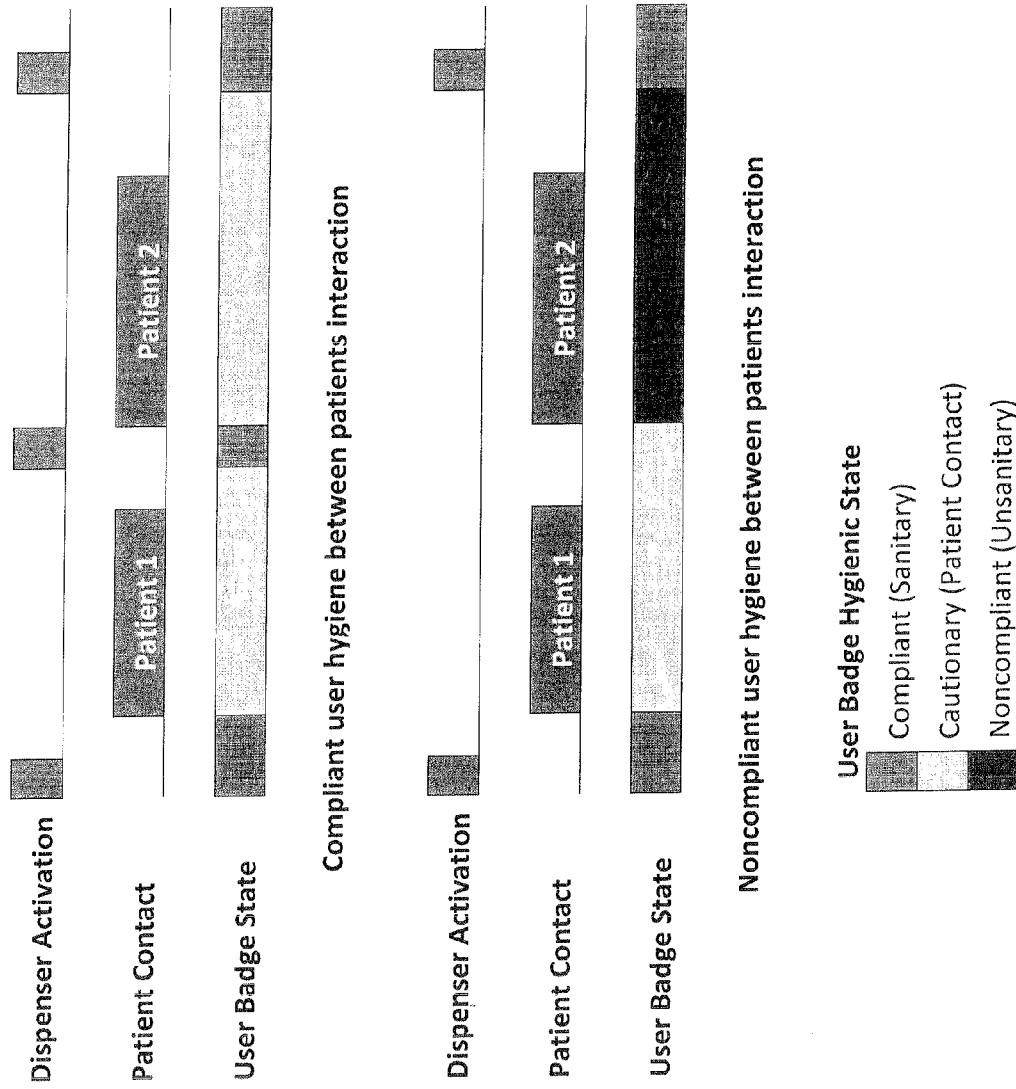 Dispenser Activation
Patient Contact
Patient 1
Patient 2
User Badge State
Compliant user hygiene between patients interaction
Dispenser Activation
Patient Contact
Patient 1
Patient 2
User Badge State
Noncompliant user hygiene between patients interaction
User Badge Hygienic State
Compliant (Sanitary)
Cautionary (Patient Contact)
Noncompliant (Unsanitary)